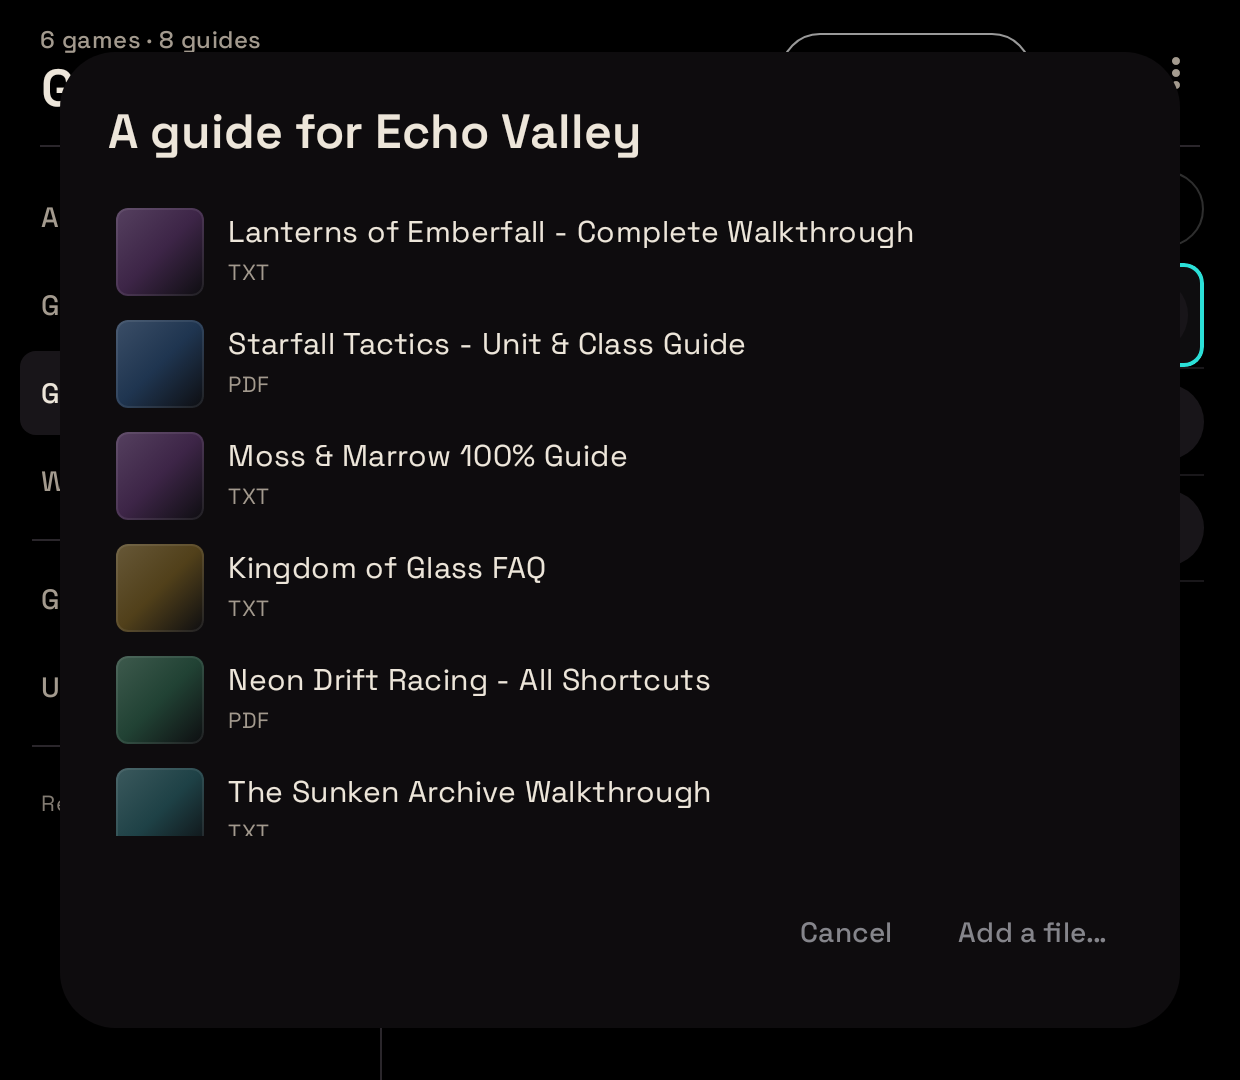 6 games · 8 guides
G
A guide for Echo Valley
A
Lanterns of Emberfall - Complete Walkthrough
TXT
G
Starfall Tactics - Unit & Class Guide
PDF
G
Moss & Marrow 100% Guide
TXT
W
Kingdom of Glass FAQ
TXT
G
Neon Drift Racing - All Shortcuts
PDF
U
The Sunken Archive Walkthrough
TXT
Re
Cancel
Add a file…